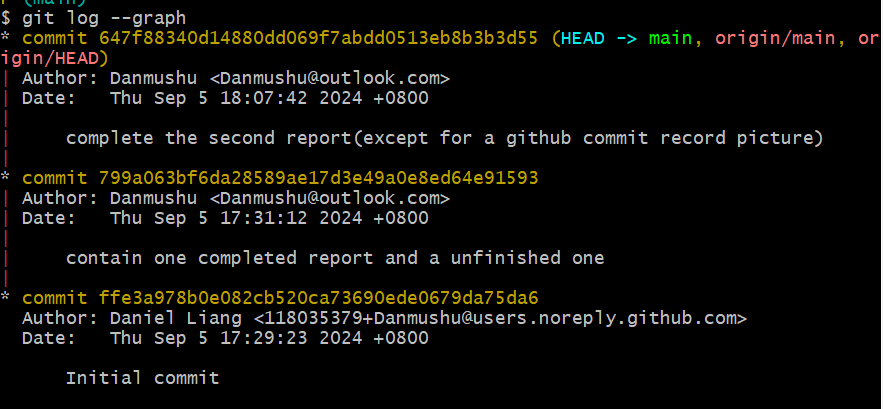 (main)
$ git log --graph
* commit 647f88340d14880dd069f7abdd0513eb8b3b3d55 (HEAD -> main, origin/main, or
igin/HEAD)
| Author: Danmushu <Danmushu@outlook.com>
| Date:   Thu Sep 5 18:07:42 2024 +0800
|
|     complete the second report(except for a github commit record picture)
|
* commit 799a063bf6da28589ae17d3e49a0e8ed64e91593
| Author: Danmushu <Danmushu@outlook.com>
| Date:   Thu Sep 5 17:31:12 2024 +0800
|
|     contain one completed report and a unfinished one
|
* commit ffe3a978b0e082cb520ca73690ede0679da75da6
  Author: Daniel Liang <118035379+Danmushu@users.noreply.github.com>
  Date:   Thu Sep 5 17:29:23 2024 +0800

      Initial commit